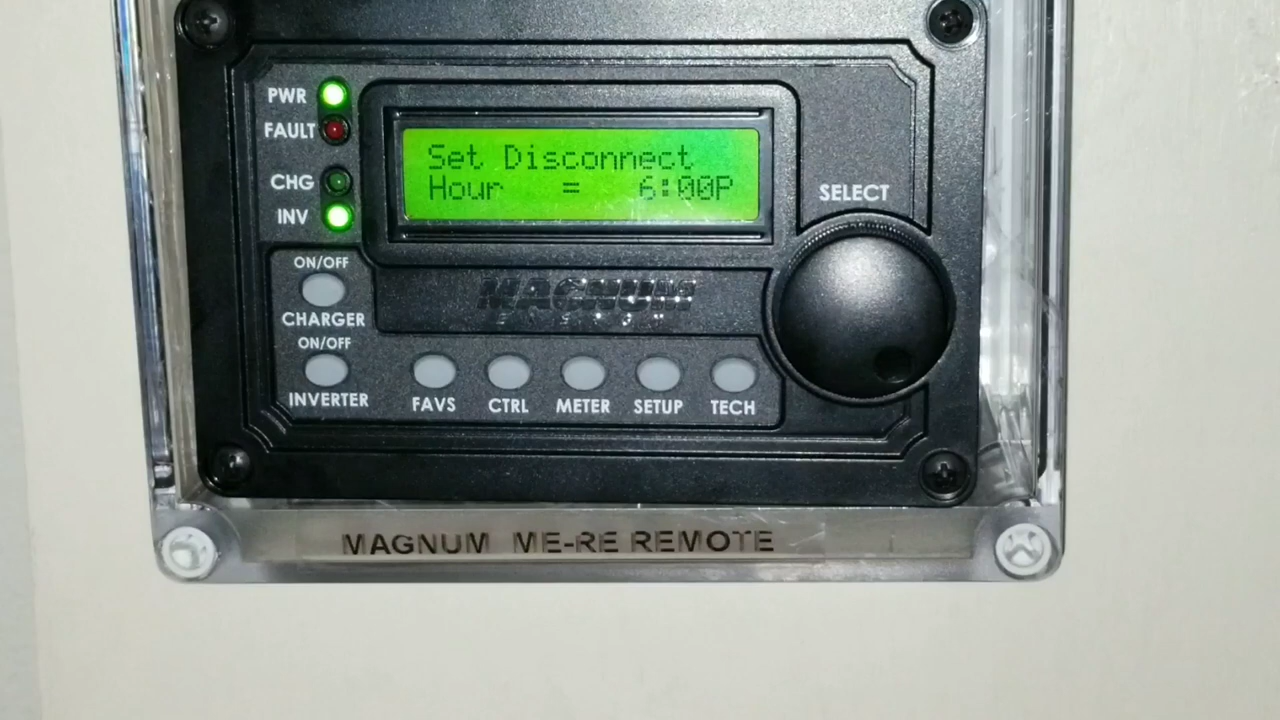 PWR
FAULT
CHG
INV
Set Disconnect
Hour = 6:00P
SELECT
ON/OFF
CHARGER
ON/OFF
INVERTER
MAGNUM
FAVS
CTRL
METER
SETUP
TECH
MAGNUM ME-RE REMOTE